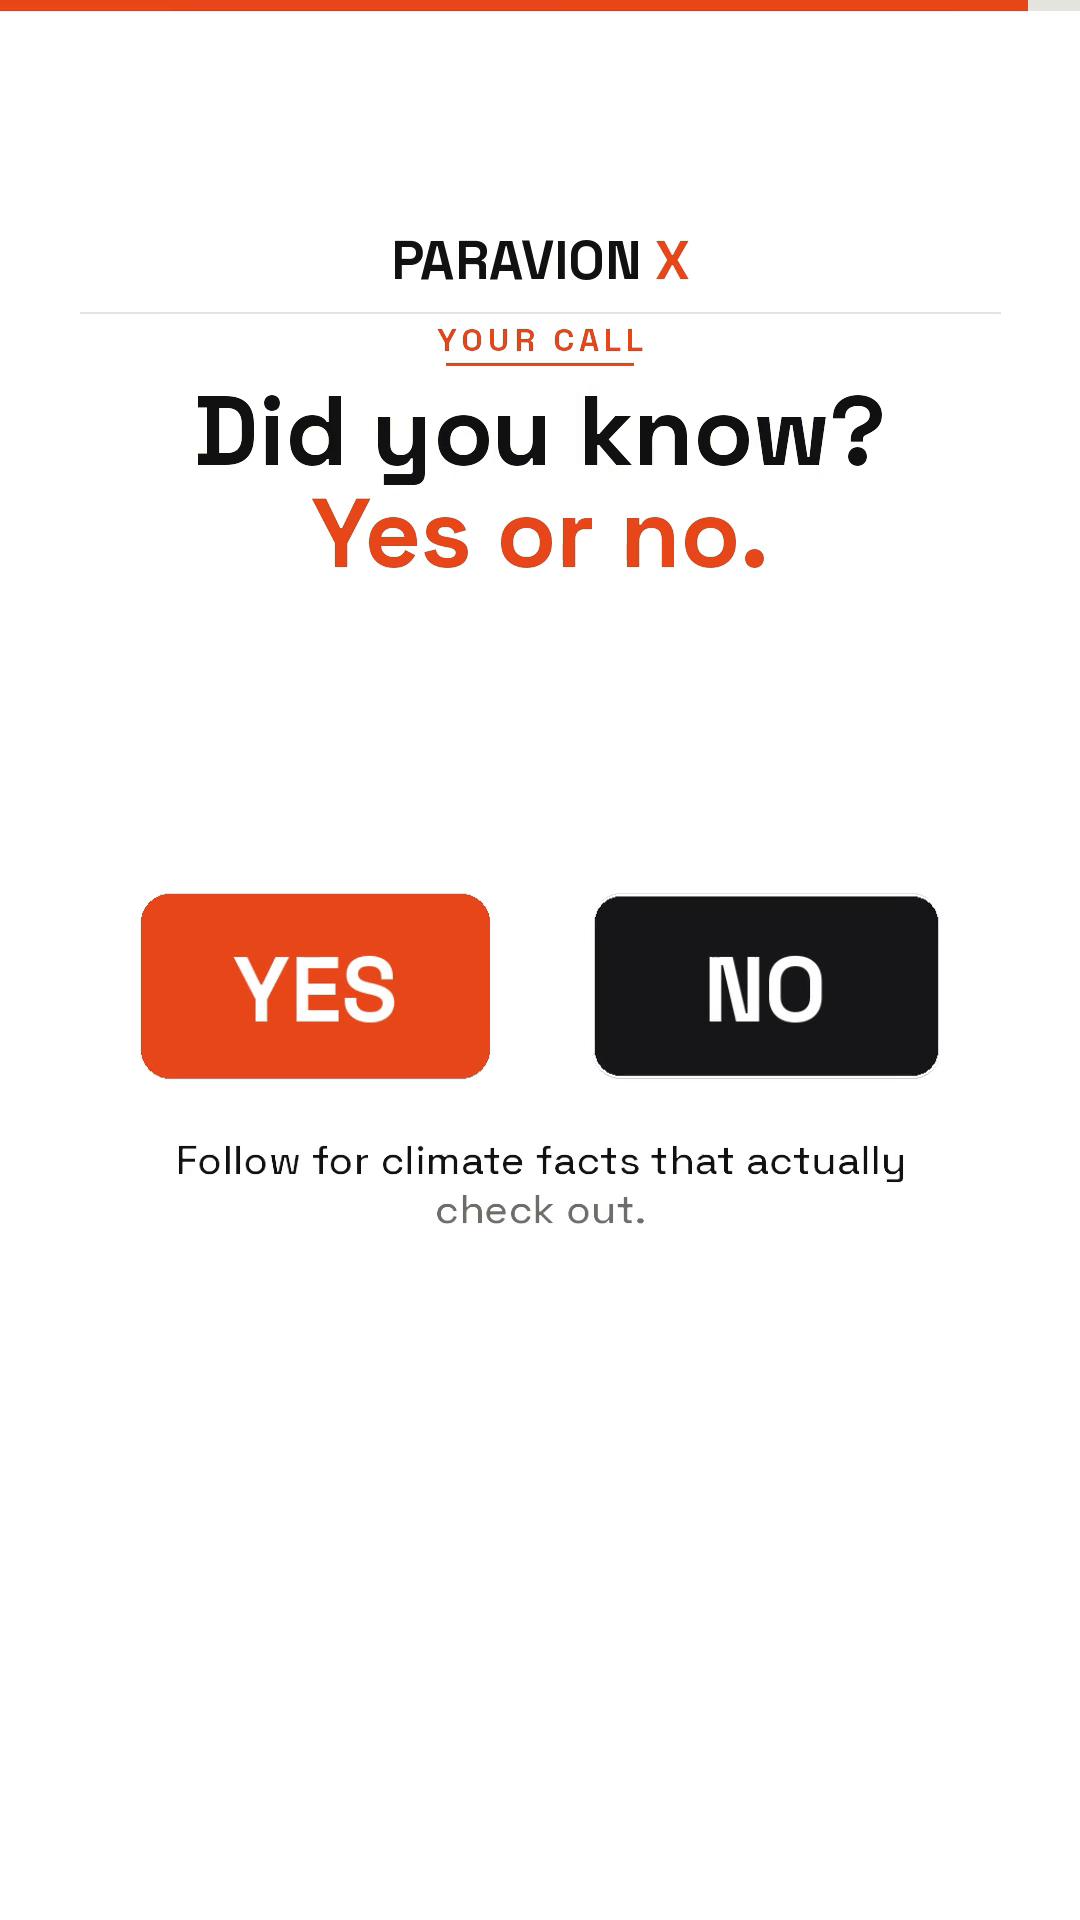 PARAVION X
YOUR CALL
Did you know?
Yes or no.
YES
NO
Follow for climate facts that actually
check out.